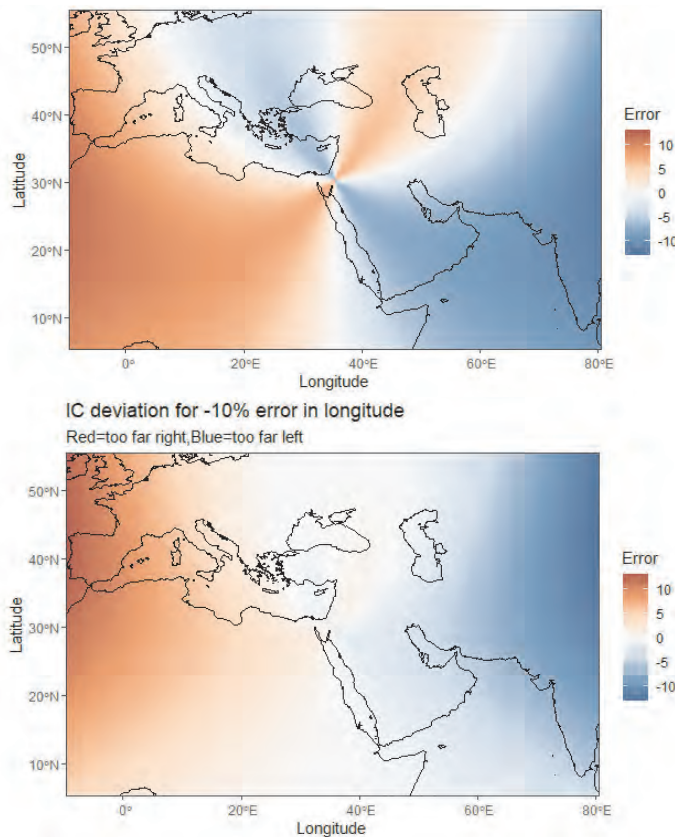 50°N
40°N
30°N
20°N
10°N
Latitude
0°
20°E
40°E
60°E
80°E
Longitude
Error
10
5
0
-5
-10
IC deviation for -10% error in longitude
Red=too far right,Blue=too far left
50°N
40°N
30°N
20°N
10°N
Latitude
0°
20°E
40°E
60°E
80°E
Longitude
Error
10
5
0
-5
-10